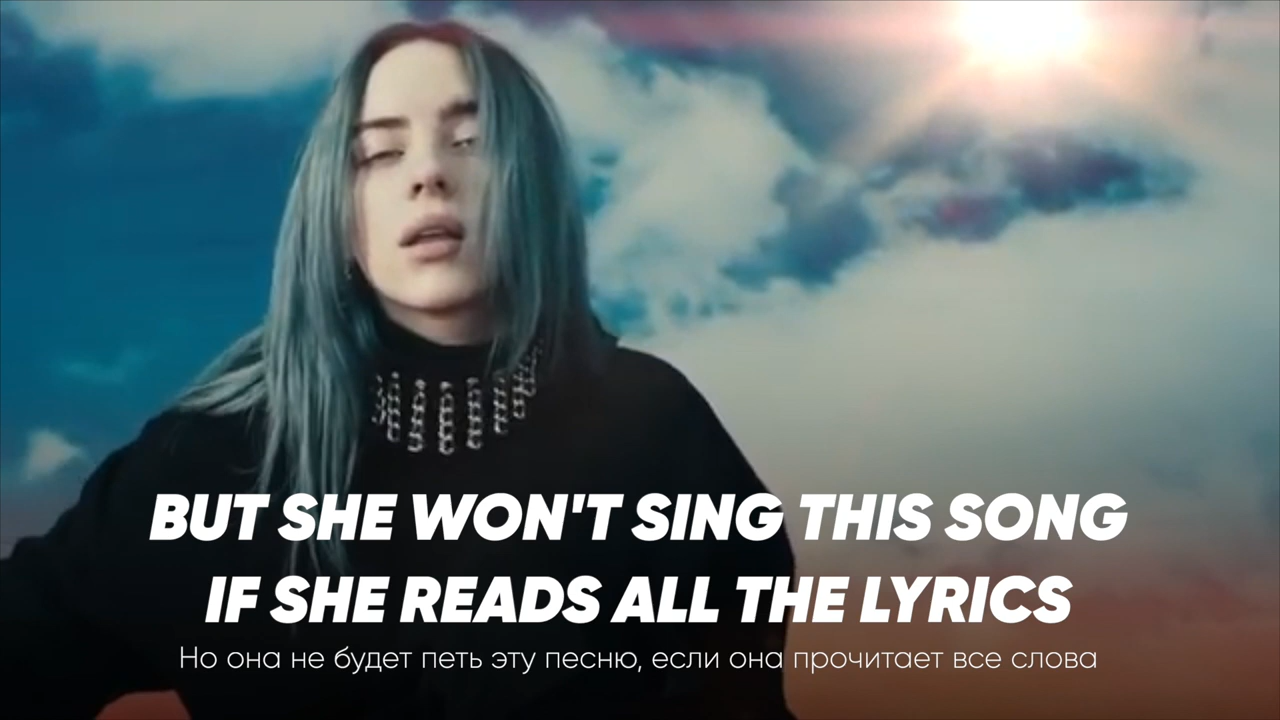 BUT SHE WON'T SING THIS SONG
IF SHE READS ALL THE LYRICS
Но она не будет петь эту песню, если она прочитает все слова